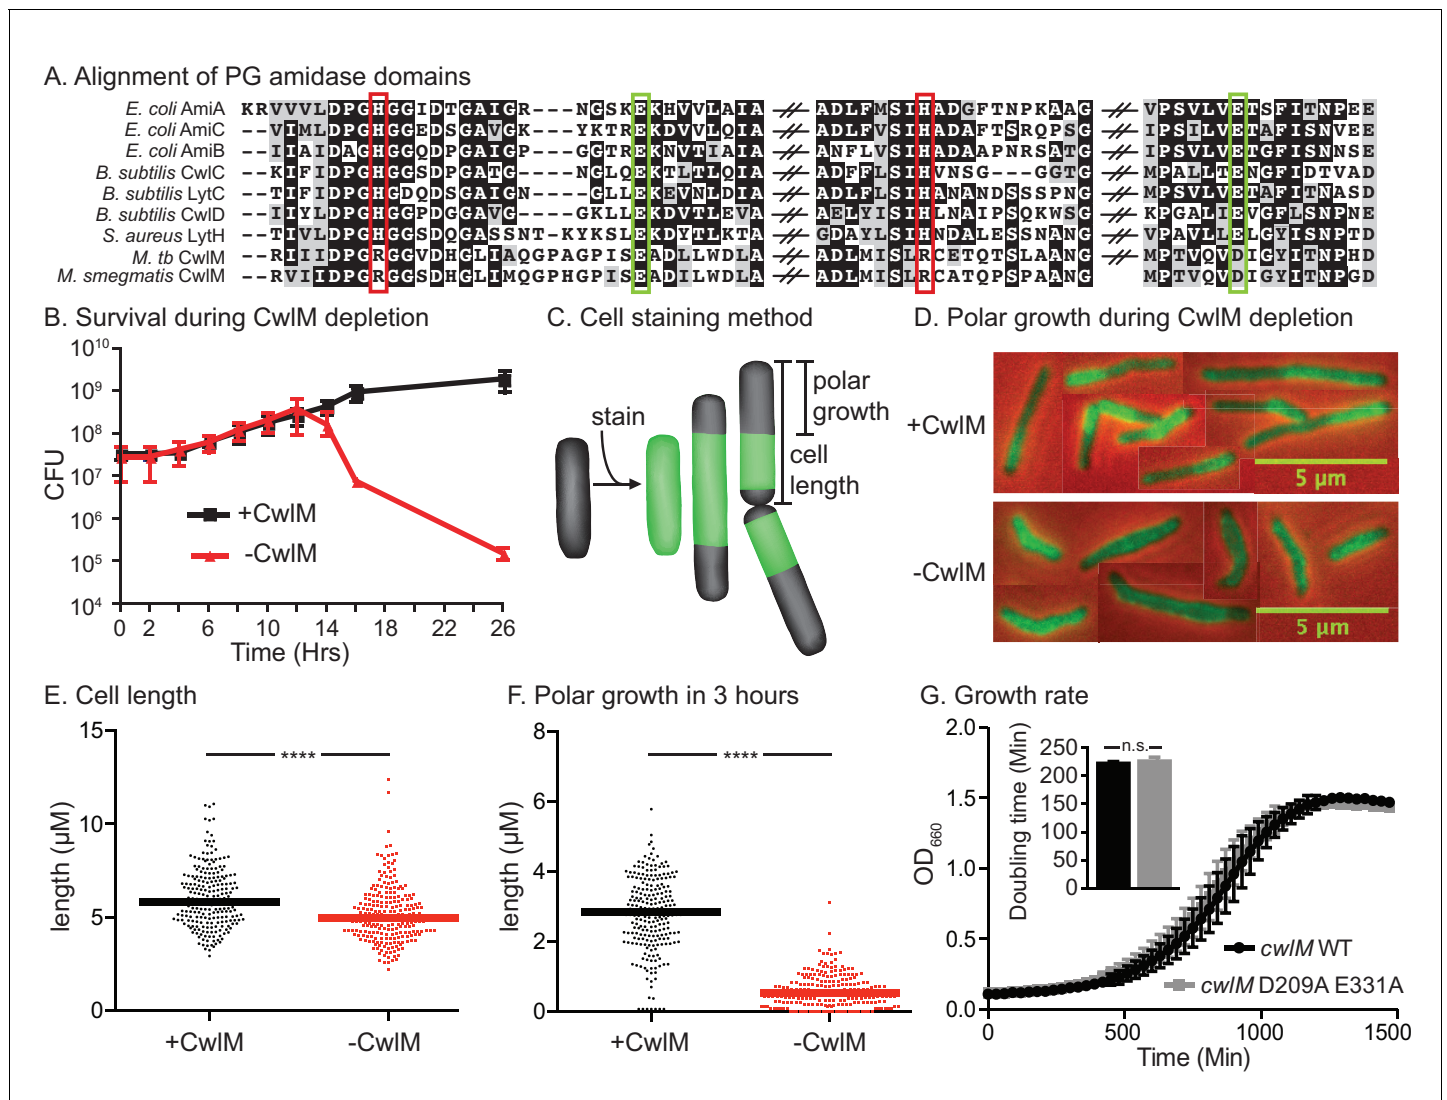 A. Alignment of PG amidase domains
E. coli AmiA KRVVVLDPGHGGIDTGAIGR---NGSKEKHVVLAIA ADLFMSIHADGFTNPKAAG VPSVLVETSFITNPEE
E. coli AmiC --VIMLDPGHGGEDSGAVGK---YKTREKDVVLQIA ADLFVSIHADAFTSRQPSG IPSILVETAFISNVEE
E. coli AmiB --IIAIDAGHGGQDPGAIGP---GGTREKNVTIAIA ANFLVSIHADAAPNRSATG MPSVLVETGFISNNSE
B. subtilis CwlC --KIFIDPGHGGSDPGATG----NGLQEKTLTLQIA ADFFLSIHVNSG---GGTG MPALLTENGFIDTVAD
B. subtilis LytC --TIFIDPGHGDQDSGAIGN----GLLEKEVNLDIA ADLFLSIHANANDSSSPNG MPSVLVETAFITNASD
B. subtilis CwlD --IIYLDPGHGGPDGGAVG-----GKLLEKDVTLEVA AELYISIHLNAIPSQKWSG KPGALIEVGFLSNPNE
S. aureus LytH --TIVLDPGHGGSDQGASSNT-KYKSLEKDYTLKTA GDAYLSIHNDALESSNANG VPAVLLELGYISNPTD
M. tb CwlM --RIIIDPGRGGSDHGLIAQGPAGPISEADLLWDLA ADLMISLRCETQTSLAANG MPTVQVDIGYITNPHD
M. smegmatis CwlM --RVIIDPGRGGSDHGLIMQGPHGPISEADILWDLA ADLMISLRCATQPSPAANG MPTVQVDIGYITNPGD
B. Survival during CwlM depletion
CFU
10¹⁰
10⁹
10⁸
10⁷
10⁶
10⁵
10⁴
+CwlM
-CwlM
0 2 6 10 14 18 22 26
Time (Hrs)
C. Cell staining method
stain
polar
growth
cell
length
D. Polar growth during CwlM depletion
+CwlM
5 µm
-CwlM
5 µm
E. Cell length
length (µM)
15
10
5
0
****
+CwlM -CwlM
F. Polar growth in 3 hours
length (µM)
8
6
4
2
0
****
+CwlM -CwlM
G. Growth rate
OD₆₆₀
2.0
1.5
1.0
0.5
0.0
Doubling time (Min)
250
200
150
100
50
0
n.s.
cwlM WT
cwlM D209A E331A
0 500 1000 1500
Time (Min)